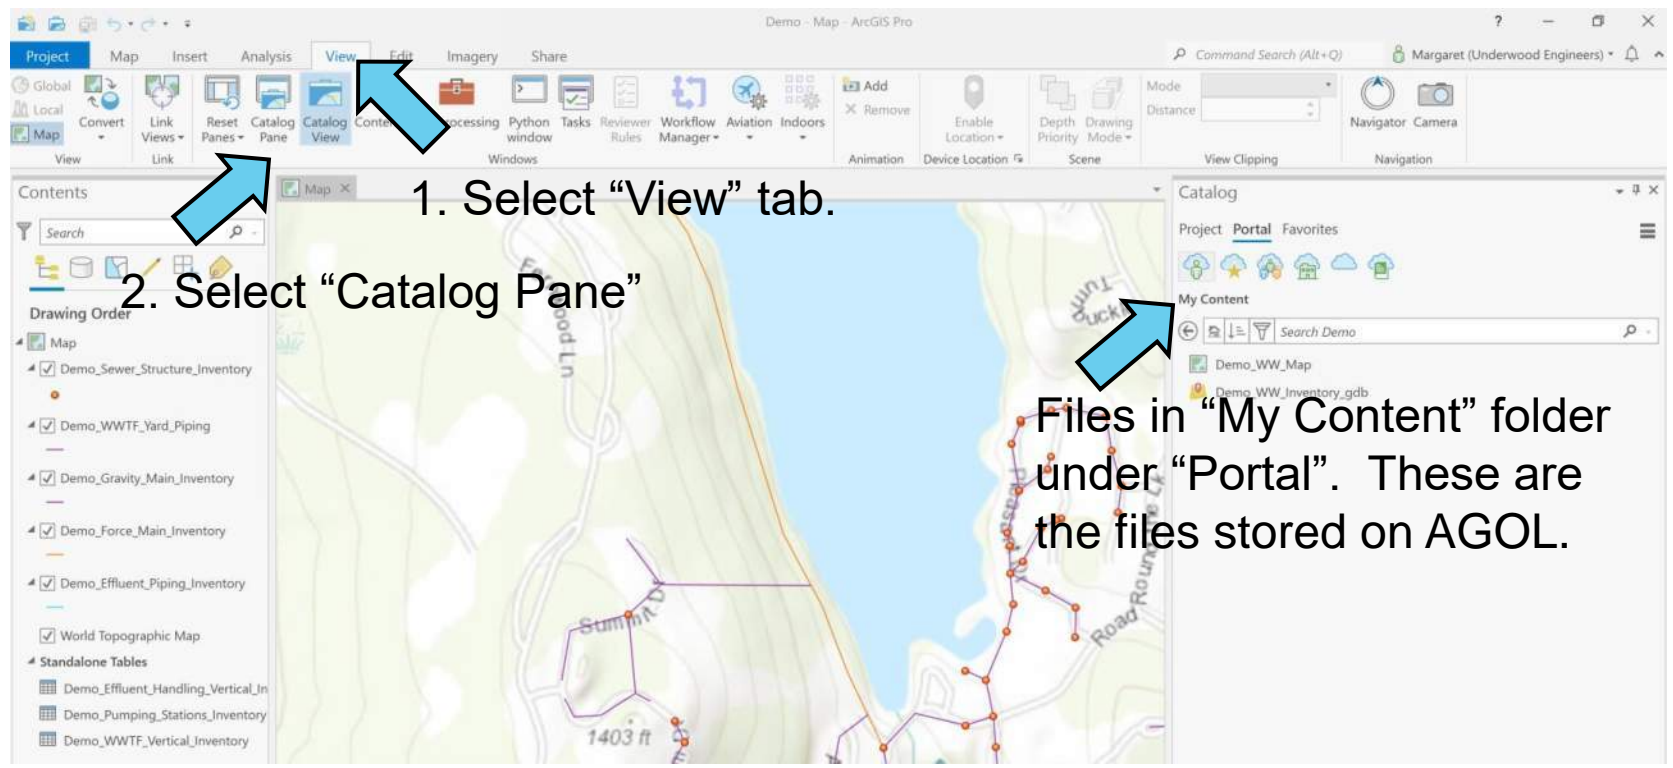 Demo - Map - ArcGIS Pro
?
Project Map Insert Analysis View Edit Imagery Share
Command Search (Alt+Q)
Margaret (Underwood Engineers)
Global
Local
Map
Convert
Link
Views
Reset
Panes
Catalog
Pane
Catalog
View
Python
window
Tasks
Reviewer
Rules
Workflow
Manager
Aviation
Indoors
Add
Remove
Enable
Location
Depth
Priority
Drawing
Mode
Mode
Distance
Navigator
Camera
View Link Windows Animation Device Location Scene View Clipping Navigation
Contents
Search
Map
1. Select “View” tab.
2. Select “Catalog Pane”
Drawing Order
Map
Demo_Sewer_Structure_Inventory
Demo_WWTF_Yard_Piping
Demo_Gravity_Main_Inventory
Demo_Force_Main_Inventory
Demo_Effluent_Piping_Inventory
World Topographic Map
Standalone Tables
Demo_Effluent_Handling_Vertical_In
Demo_Pumping_Stations_Inventory
Demo_WWTF_Vertical_Inventory
Summit Dr
1403 ft
Road Round the Lk
Catalog
Project Portal Favorites
My Content
Search Demo
Demo_WW_Map
Demo_WW_Inventory_gdb
Files in “My Content” folder
under “Portal”. These are
the files stored on AGOL.